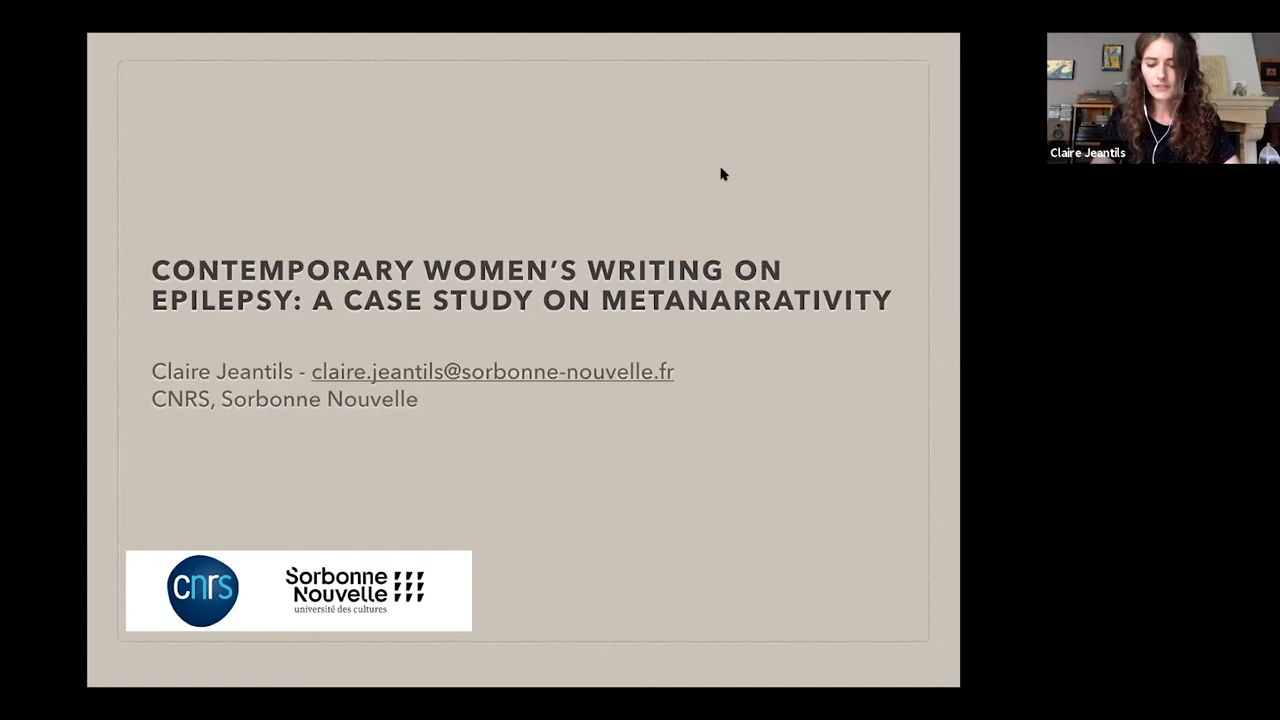 CONTEMPORARY WOMEN’S WRITING ON
EPILEPSY: A CASE STUDY ON METANARRATIVITY
Claire Jeantils - claire.jeantils@sorbonne-nouvelle.fr
CNRS, Sorbonne Nouvelle
cnrs
Sorbonne
Nouvelle
université des cultures
Claire Jeantils